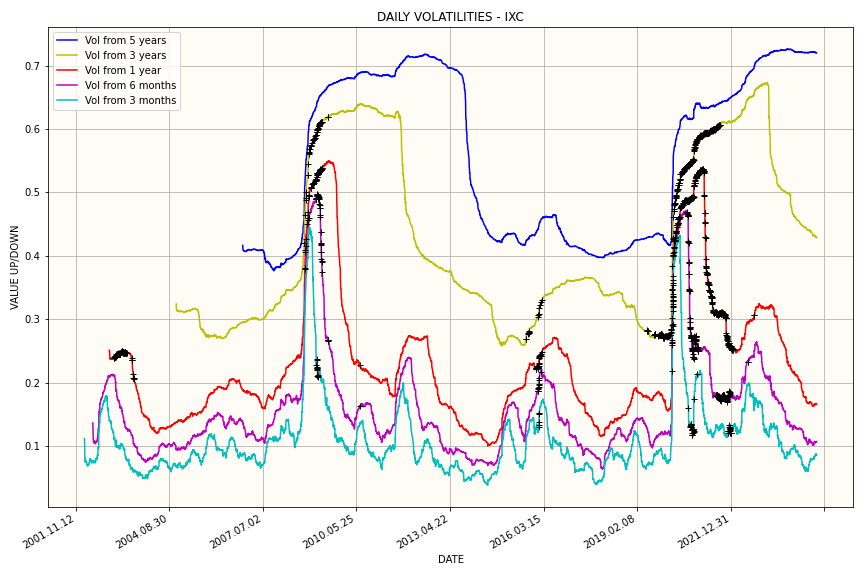 DAILY VOLATILITIES - IXC
Vol from 5 years
Vol from 3 years
Vol from 1 year
Vol from 6 months
Vol from 3 months
VALUE UP/DOWN
0.7
0.6
0.5
0.4
0.3
0.2
0.1
2001.11.12
2004.08.30
2007.07.02
2010.05.25
2013.04.22
2016.03.15
2019.02.08
2021.12.31
DATE